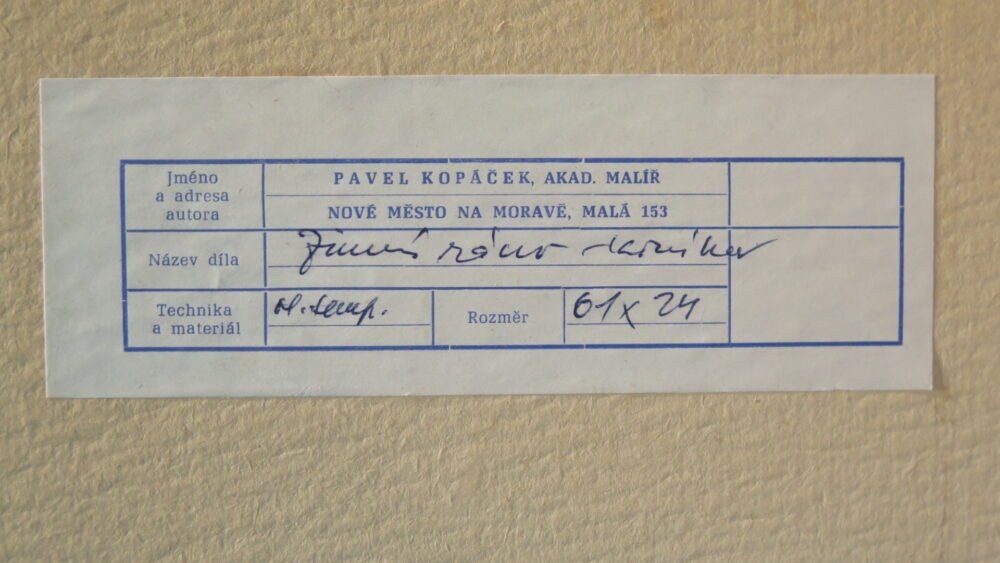 Jméno
a adresa
autora
PAVEL KOPÁČEK, AKAD. MALÍŘ
NOVÉ MĚSTO NA MORAVĚ, MALÁ 153
Název díla
Zimní ráno
Technika
a materiál
temp.
Rozměr
61 x 24